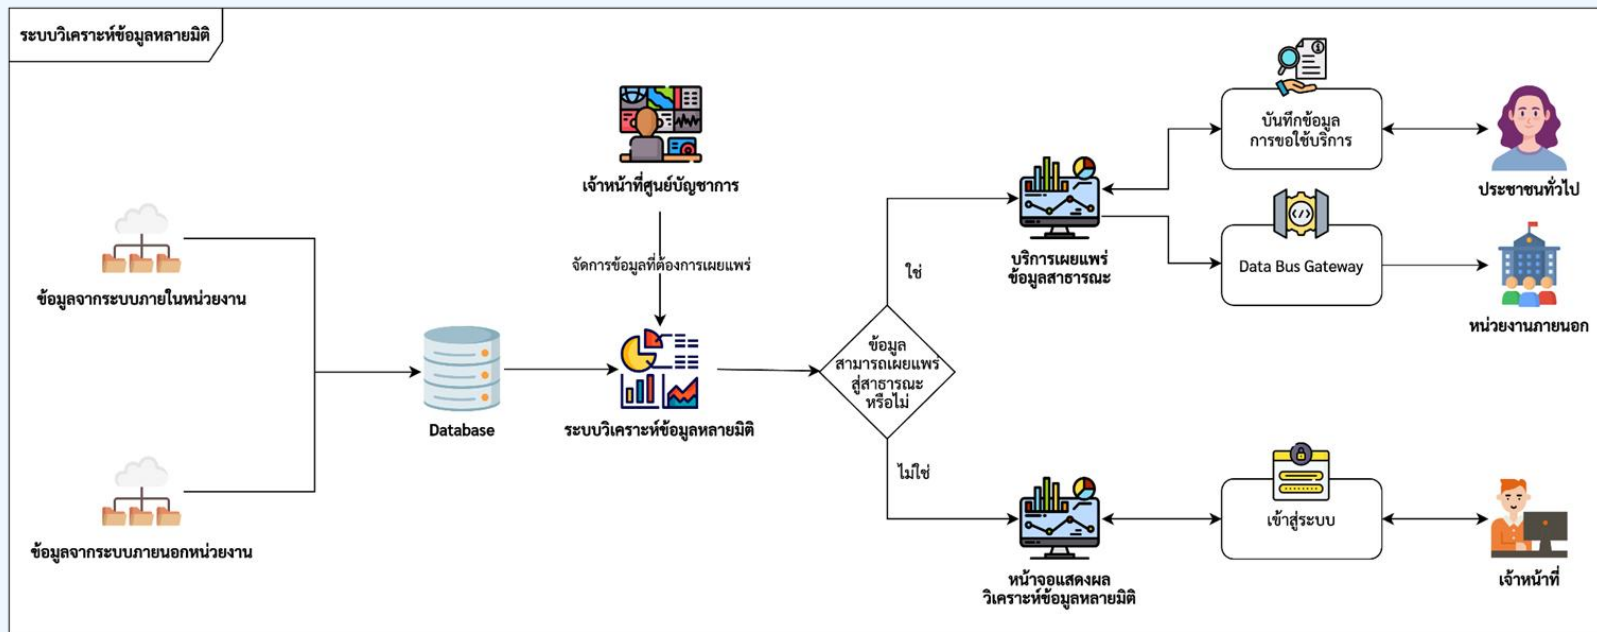 ระบบวิเคราะห์ข้อมูลหลายมิติ
เจ้าหน้าที่ศูนย์บัญชาการ
จัดการข้อมูลที่ต้องการเผยแพร่
ข้อมูลจากระบบภายในหน่วยงาน
ข้อมูลจากระบบภายนอกหน่วยงาน
Database
ระบบวิเคราะห์ข้อมูลหลายมิติ
ข้อมูล
สามารถเผยแพร่
สู่สาธารณะ
หรือไม่
ใช่
ไม่ใช่
บริการเผยแพร่
ข้อมูลสาธารณะ
บันทึกข้อมูล
การขอใช้บริการ
ประชาชนทั่วไป
Data Bus Gateway
หน่วยงานภายนอก
หน้าจอแสดงผล
วิเคราะห์ข้อมูลหลายมิติ
เข้าสู่ระบบ
เจ้าหน้าที่